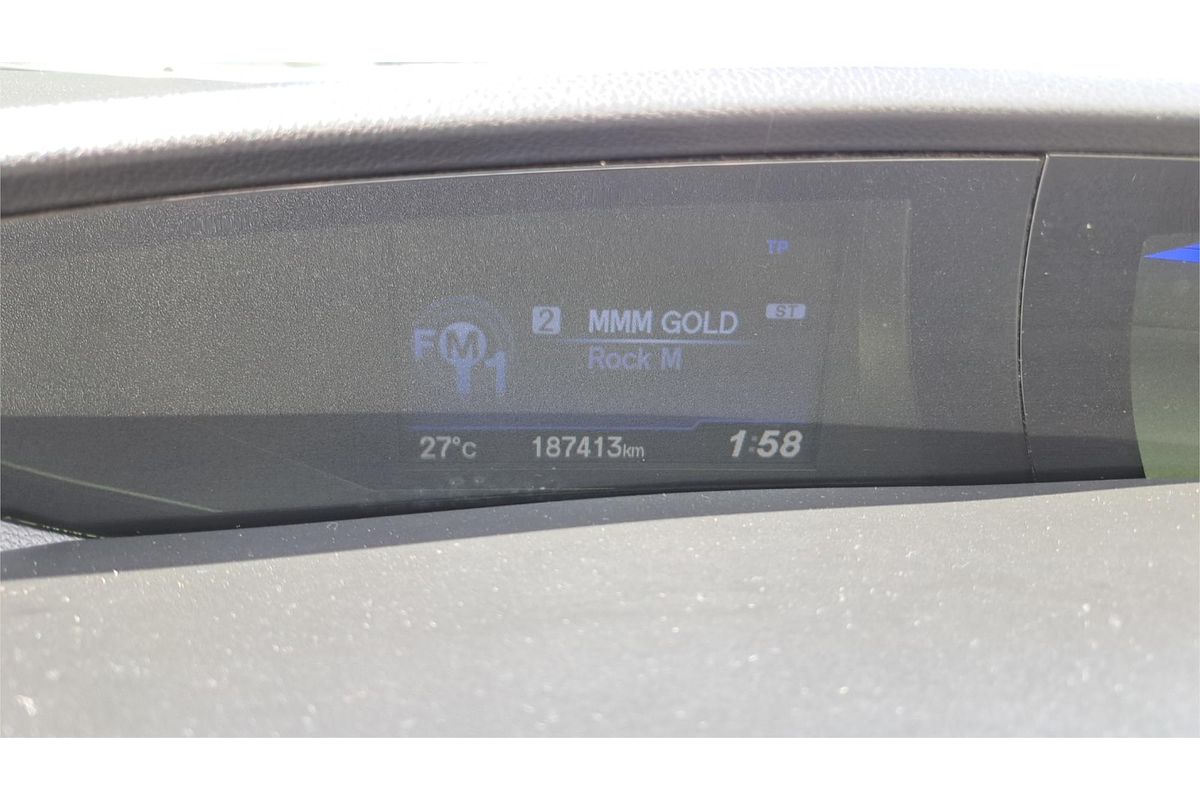 TP
2 MMM GOLD ST
FM1 Rock M
27°C 187413km 1:58